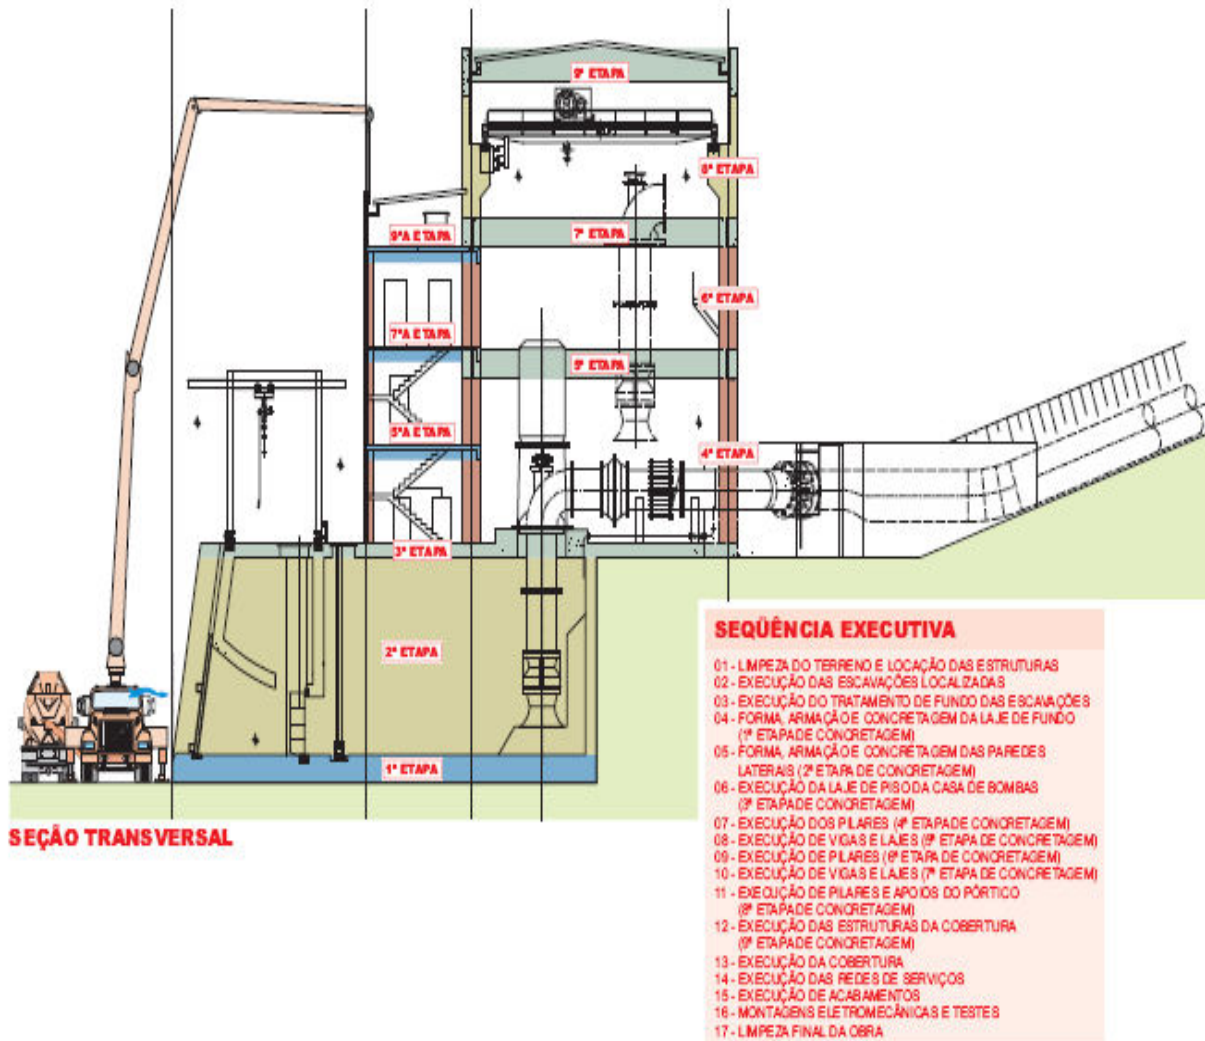 9ª ETAPA
8ª ETAPA
9ªA ETAPA
7ª ETAPA
6ª ETAPA
7ªA ETAPA
5ª ETAPA
5ªA ETAPA
4ª ETAPA
3ª ETAPA
2ª ETAPA
1ª ETAPA
SEÇÃO TRANSVERSAL
SEQÜÊNCIA EXECUTIVA
01 - LIMPEZA DO TERRENO E LOCAÇÃO DAS ESTRUTURAS
02 - EXECUÇÃO DAS ESCAVAÇÕES LOCALIZADAS
03 - EXECUÇÃO DO TRATAMENTO DE FUNDO DAS ESCAVAÇÕES
04 - FORMA, ARMAÇÃO E CONCRETAGEM DA LAJE DE FUNDO
(1ª ETAPA DE CONCRETAGEM)
05 - FORMA, ARMAÇÃO E CONCRETAGEM DAS PAREDES
LATERAIS (2ª ETAPA DE CONCRETAGEM)
06 - EXECUÇÃO DA LAJE DE PISO DA CASA DE BOMBAS
(3ª ETAPA DE CONCRETAGEM)
07 - EXECUÇÃO DOS PILARES (4ª ETAPA DE CONCRETAGEM)
08 - EXECUÇÃO DE VIGAS E LAJES (5ª ETAPA DE CONCRETAGEM)
09 - EXECUÇÃO DE PILARES (6ª ETAPA DE CONCRETAGEM)
10 - EXECUÇÃO DE VIGAS E LAJES (7ª ETAPA DE CONCRETAGEM)
11 - EXECUÇÃO DE PILARES E APOIOS DO PÓRTICO
(8ª ETAPA DE CONCRETAGEM)
12 - EXECUÇÃO DAS ESTRUTURAS DA COBERTURA
(9ª ETAPA DE CONCRETAGEM)
13 - EXECUÇÃO DA COBERTURA
14 - EXECUÇÃO DAS REDES DE SERVIÇOS
15 - EXECUÇÃO DE ACABAMENTOS
16 - MONTAGENS ELETROMECÂNICAS E TESTES
17 - LIMPEZA FINAL DA OBRA